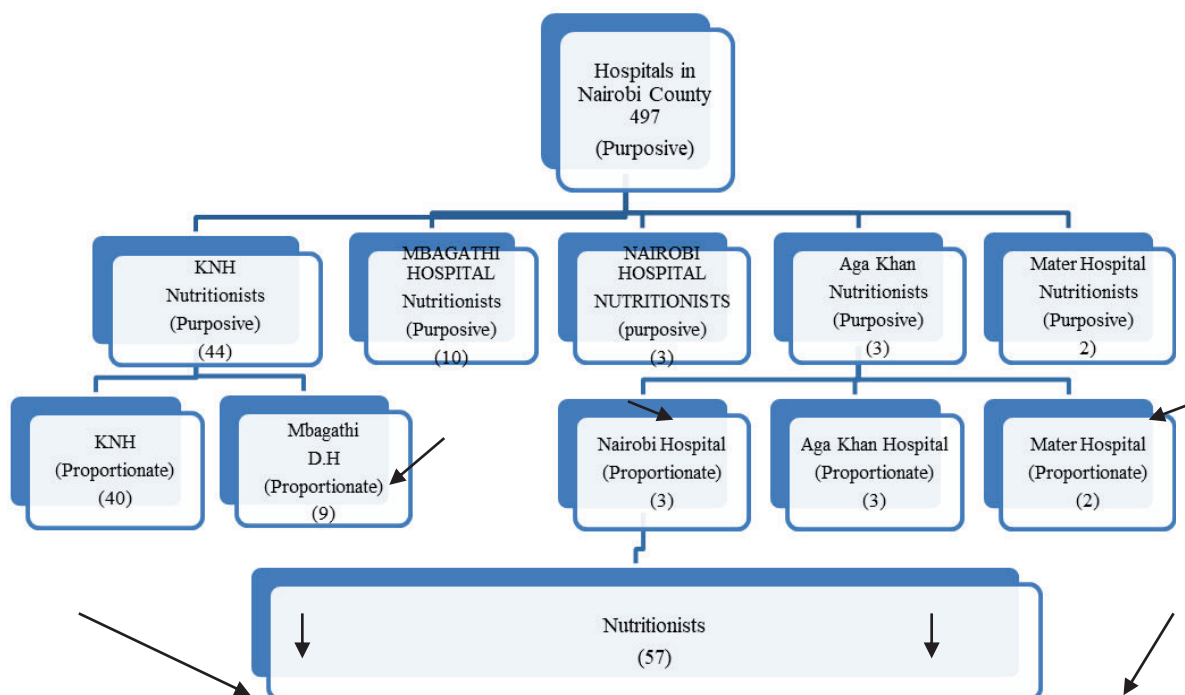 Hospitals in
Nairobi County
497
(Purposive)
KNH
Nutritionists
(Purposive)
(44)
MBAGATHI
HOSPITAL
Nutritionists
(Purposive)
(10)
NAIROBI
HOSPITAL
NUTRITIONISTS
(purposive)
(3)
Aga Khan
Nutritionists
(Purposive)
(3)
Mater Hospital
Nutritionists
(Purposive)
2)
KNH
(Proportionate)
(40)
Mbagathi
D.H
(Proportionate)
(9)
Nairobi Hospital
(Proportionate)
(3)
Aga Khan Hospital
(Proportionate)
(3)
Mater Hospital
(Proportionate)
(2)
Nutritionists
(57)